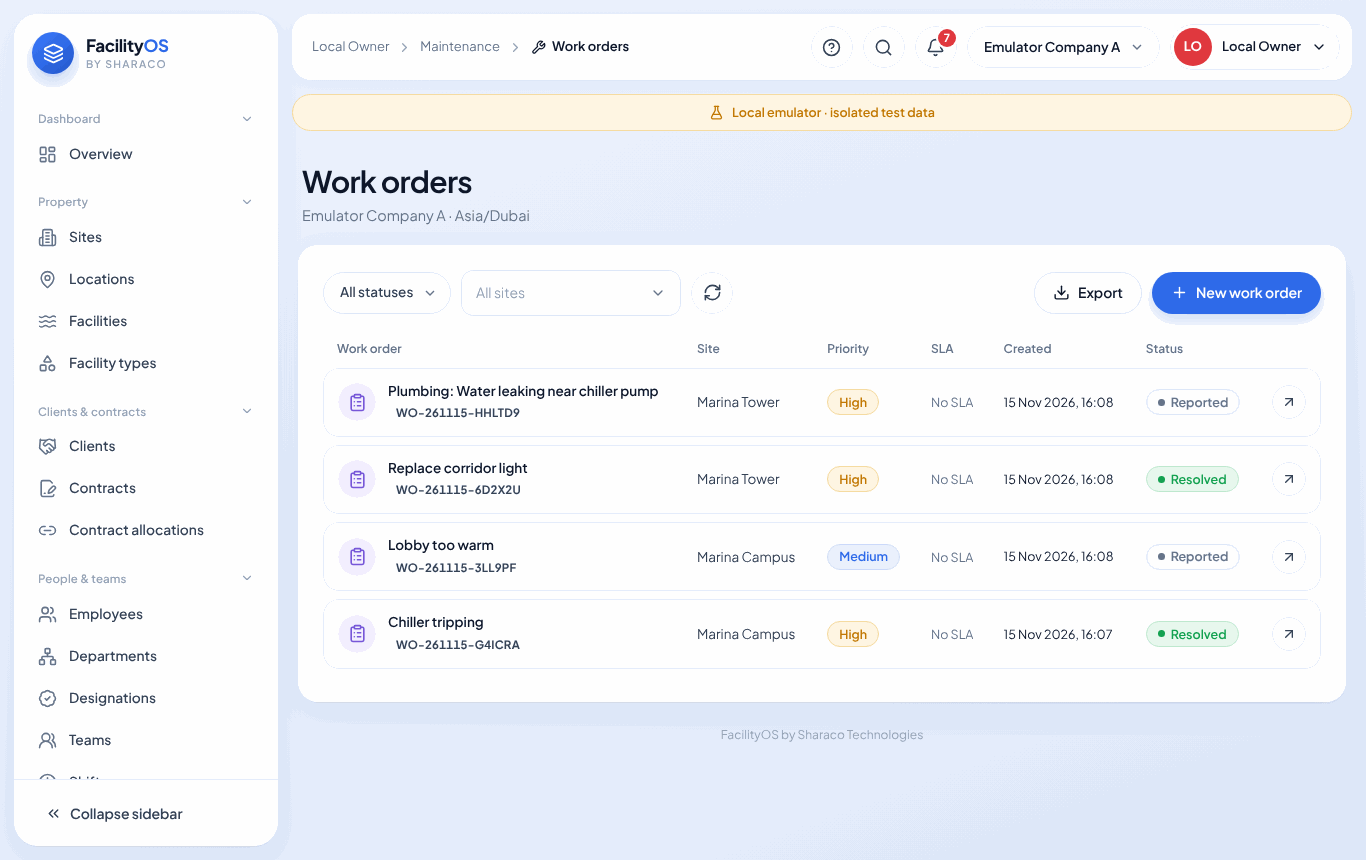 FacilityOS
BY SHARACO
Dashboard
Overview
Property
Sites
Locations
Facilities
Facility types
Clients & contracts
Clients
Contracts
Contract allocations
People & teams
Employees
Departments
Designations
Teams
Collapse sidebar
Local Owner > Maintenance > Work orders
7
Emulator Company A
LO
Local Owner
Local emulator · isolated test data
Work orders
Emulator Company A · Asia/Dubai
All statuses
All sites
Export
+ New work order
Work order Site Priority SLA Created Status
Plumbing: Water leaking near chiller pump
WO-261115-HHLTD9
Marina Tower High No SLA 15 Nov 2026, 16:08 Reported
Replace corridor light
WO-261115-6D2X2U
Marina Tower High No SLA 15 Nov 2026, 16:08 Resolved
Lobby too warm
WO-261115-3LL9PF
Marina Campus Medium No SLA 15 Nov 2026, 16:08 Reported
Chiller tripping
WO-261115-G4ICRA
Marina Campus High No SLA 15 Nov 2026, 16:07 Resolved
FacilityOS by Sharaco Technologies